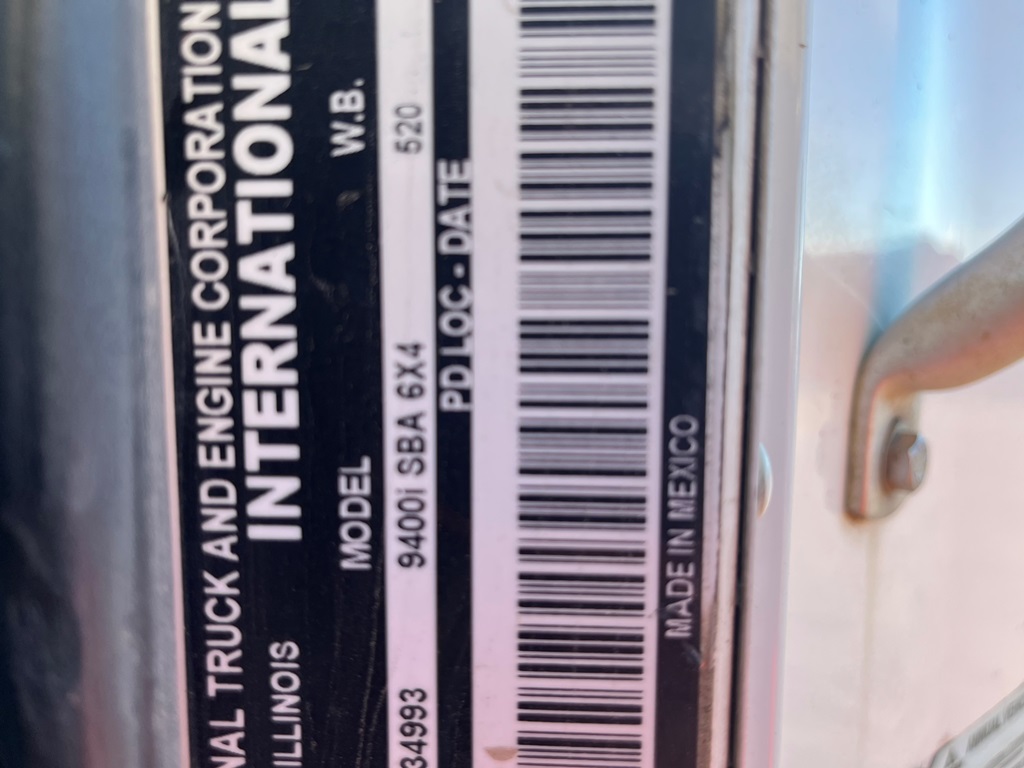 NAL TRUCK AND ENGINE CORPORATION
ILLINOIS INTERNATIONAL
MODEL W.B.
34993 9400i SBA 6X4 520
PD LOC - DATE
MADE IN MEXICO